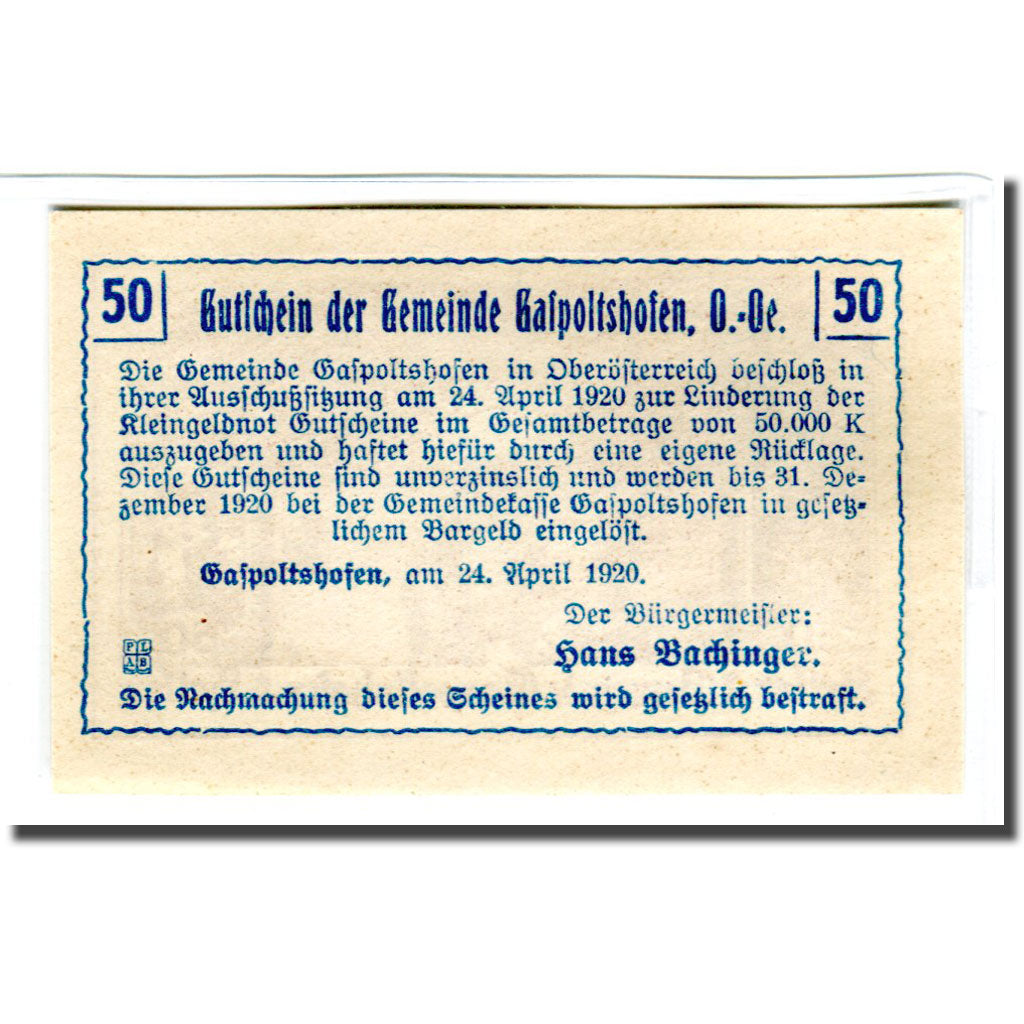 50 Gutschein der Gemeinde Gaspoltshofen, O.-Oe. 50
Die Gemeinde Gaspoltshofen in Oberösterreich beschloß in
ihrer Ausschußsitzung am 24. April 1920 zur Linderung der
Kleingeldnot Gutscheine im Gesamtbetrage von 50.000 K
auszugeben und haftet hiefür durch eine eigene Rücklage.
Diese Gutscheine sind unverzinslich und werden bis 31. De-
zember 1920 bei der Gemeindekasse Gaspoltshofen in gesetz-
lichem Bargeld eingelöst.
Gaspoltshofen, am 24. April 1920.
Der Bürgermeister:
Hans Bachinger.
PL
AB
Die Nachmachung dieses Scheines wird gesetzlich bestraft.